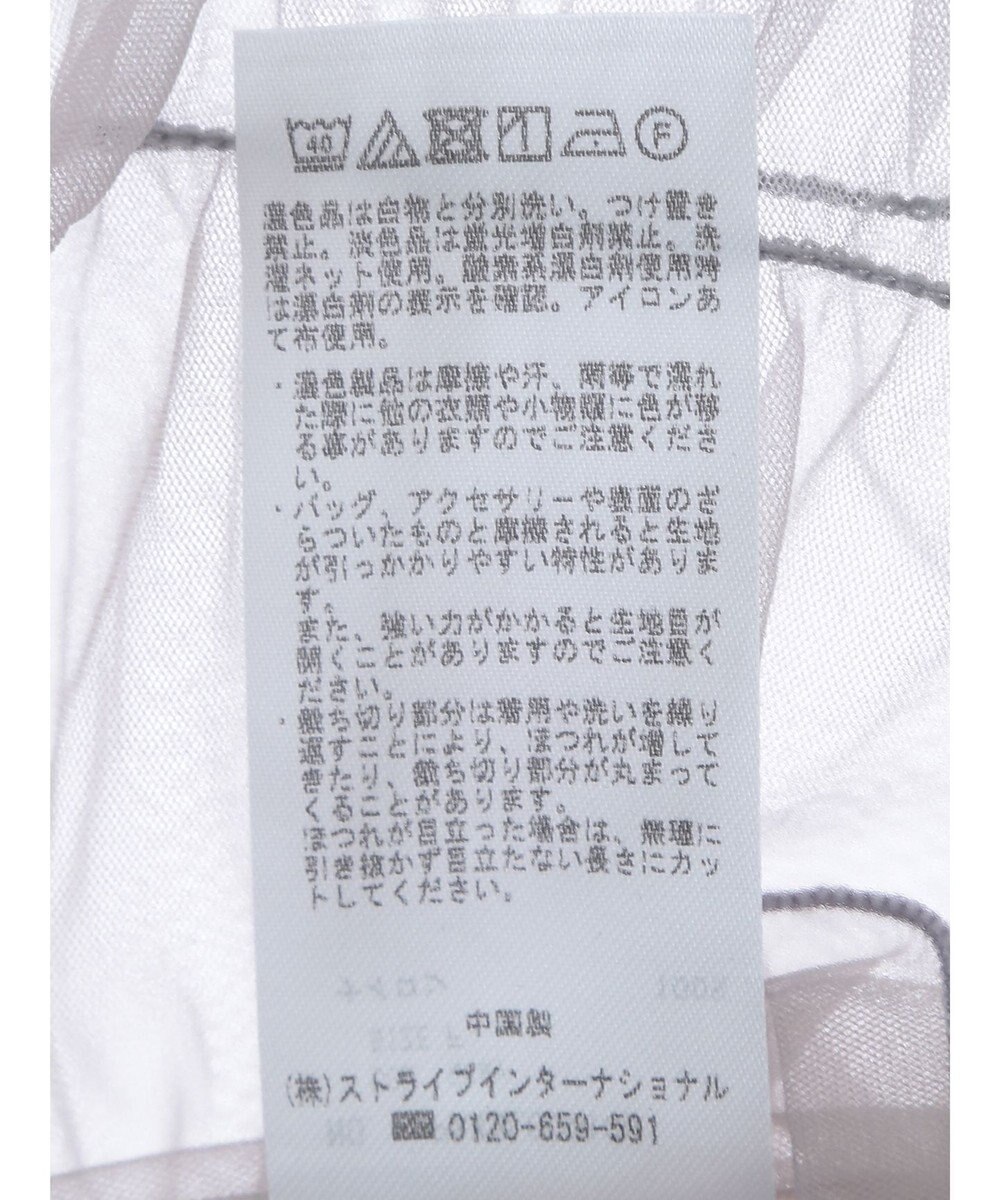 40 F
濃色品は白物と分別洗い。つけ置き
禁止。淡色品は蛍光増白剤禁止。洗
濯ネット使用。酸素系漂白剤使用時
は漂白剤の表示を確認。アイロンあ
て布使用。
・濃色製品は摩擦や汗、雨等で濡れ
た際に他の衣類や小物類に色が移
る事がありますのでご注意くださ
い。
・バッグ、アクセサリーや表面のざ
らついたものと摩擦されると生地
が引っかかりやすい特性がありま
す。
また、強い力がかかると生地目が
開くことがありますのでご注意く
ださい。
・裁ち切り部分は着用や洗いを繰り
返すことにより、ほつれが増して
きたり、裁ち切り部分が丸まって
くることがあります。
ほつれが目立った場合は、無理に
引き抜かず目立たない長さにカッ
トしてください。
中国製
(株)ストライプインターナショナル
0120-659-591